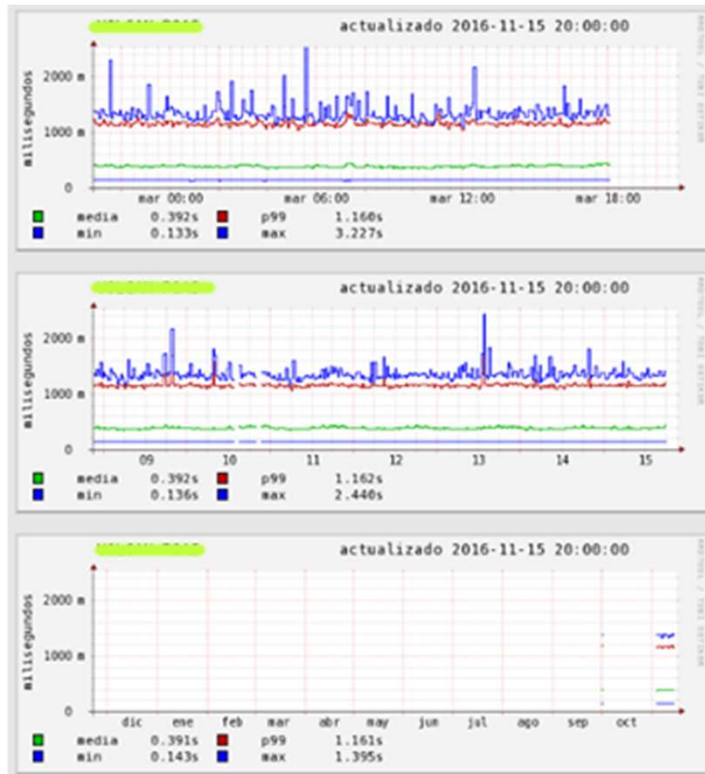 actualizado 2016-11-15 20:00:00
milisegundos
2000 m
1000 m
0
mar 00:00 mar 06:00 mar 12:00 mar 18:00
media 0.392s p99 1.160s
min 0.133s max 3.227s
actualizado 2016-11-15 20:00:00
milisegundos
2000 m
1000 m
0
09 10 11 12 13 14 15
media 0.392s p99 1.162s
min 0.136s max 2.440s
actualizado 2016-11-15 20:00:00
milisegundos
2000 m
1000 m
0
dic ene feb mar abr may jun jul ago sep oct
media 0.391s p99 1.161s
min 0.143s max 1.395s